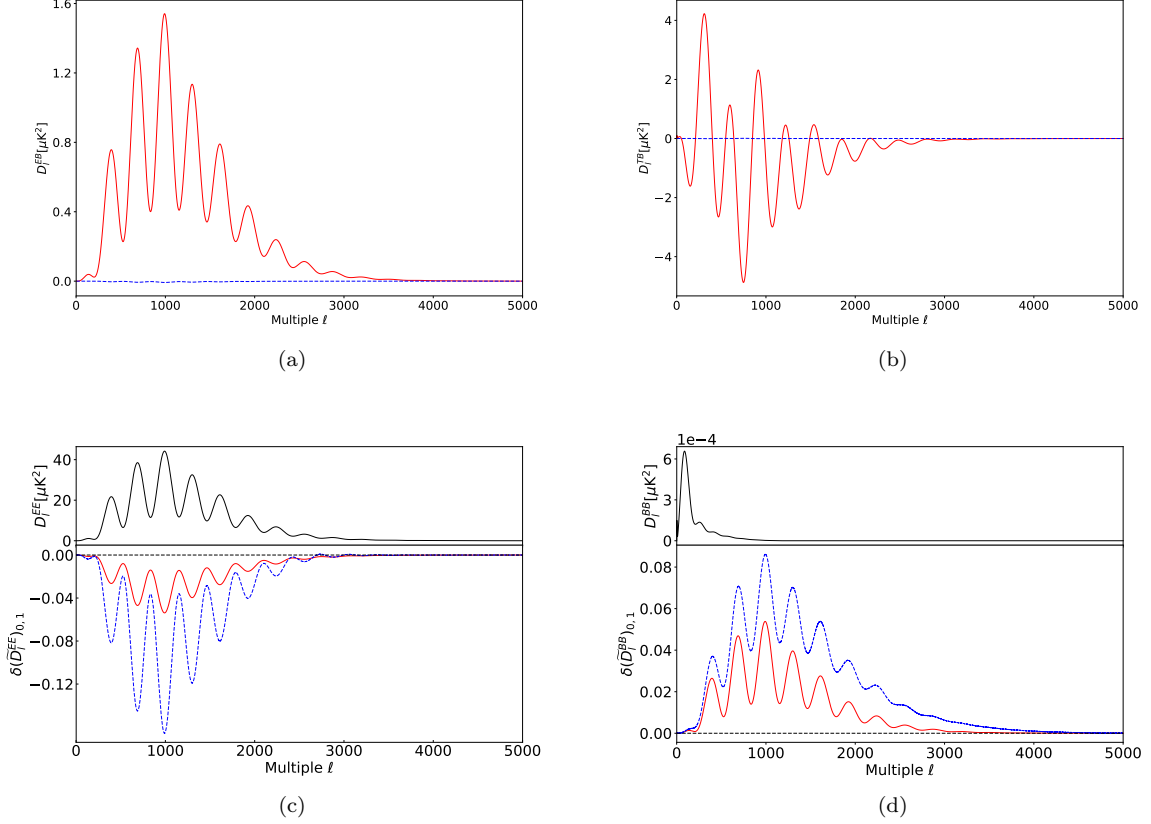 1.6
1.2
0.8
0.4
0.0
D_l^{EB}[μK²]
0 1000 2000 3000 4000 5000
Multiple ℓ
(a)
4
2
0
−2
−4
D_l^{TB}[μK²]
0 1000 2000 3000 4000 5000
Multiple ℓ
(b)
40
20
0
D_l^{EE}[μK²]
0.00
−0.04
−0.08
−0.12
δ(D̃_l^{EE})_{0,1}
0 1000 2000 3000 4000 5000
Multiple ℓ
(c)
1e−4
6
3
0
D_l^{BB}[μK²]
0.08
0.06
0.04
0.02
0.00
δ(D̃_l^{BB})_{0,1}
0 1000 2000 3000 4000 5000
Multiple ℓ
(d)